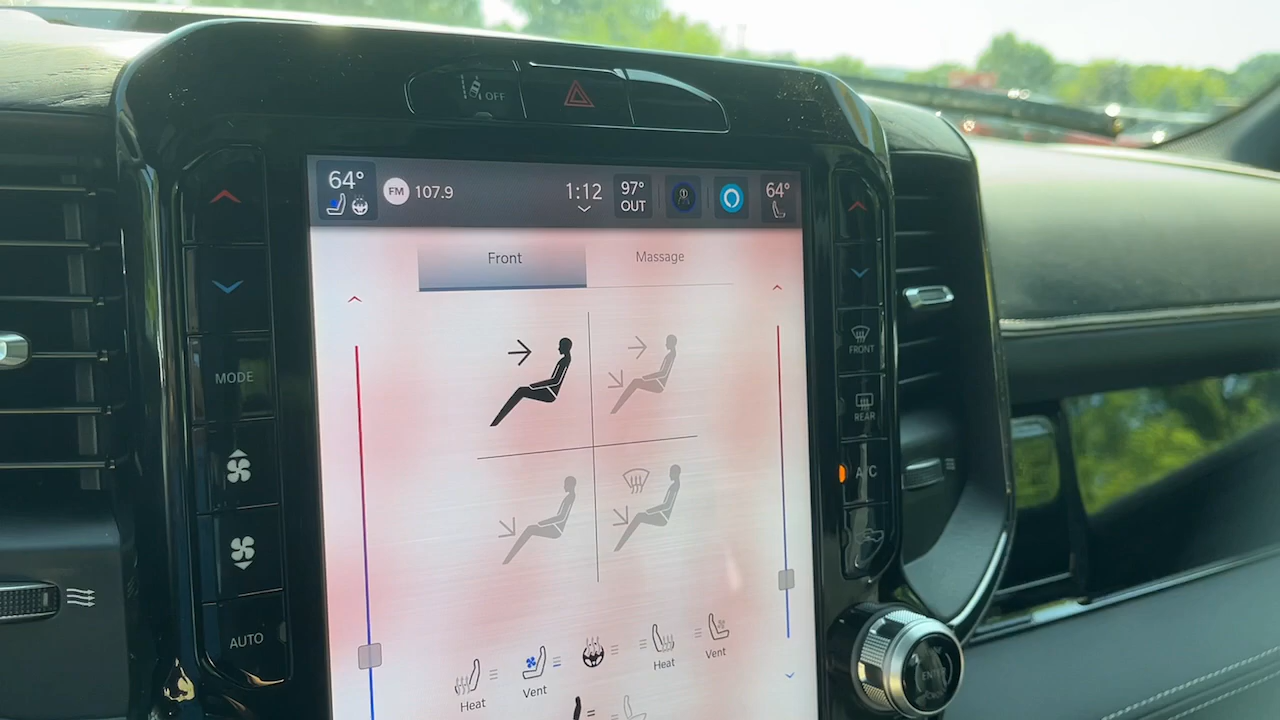 OFF
64°
FM 107.9
1:12
97°
OUT
64°
Front
Massage
MODE
FRONT
REAR
A/C
AUTO
Heat
Vent
Heat
Vent